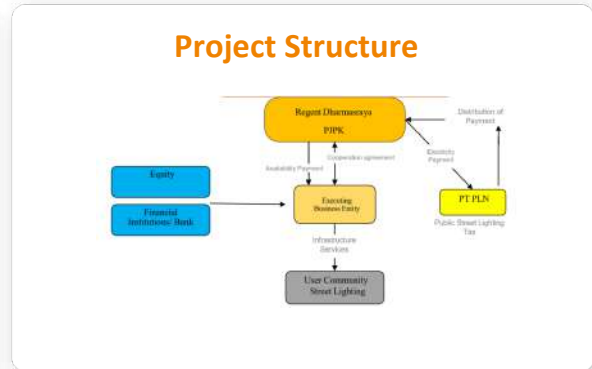 Project Structure
Regent Dharmasraya
PJPK
Distribution of
Payment
Electricity
Payment
Availability Payment
Cooperation agreement
Equity
Financial
Institutions/ Bank
Executing
Business Entity
PT PLN
Public Street Lighting
Tax
Infrastructure
Services
User Community
Street Lighting